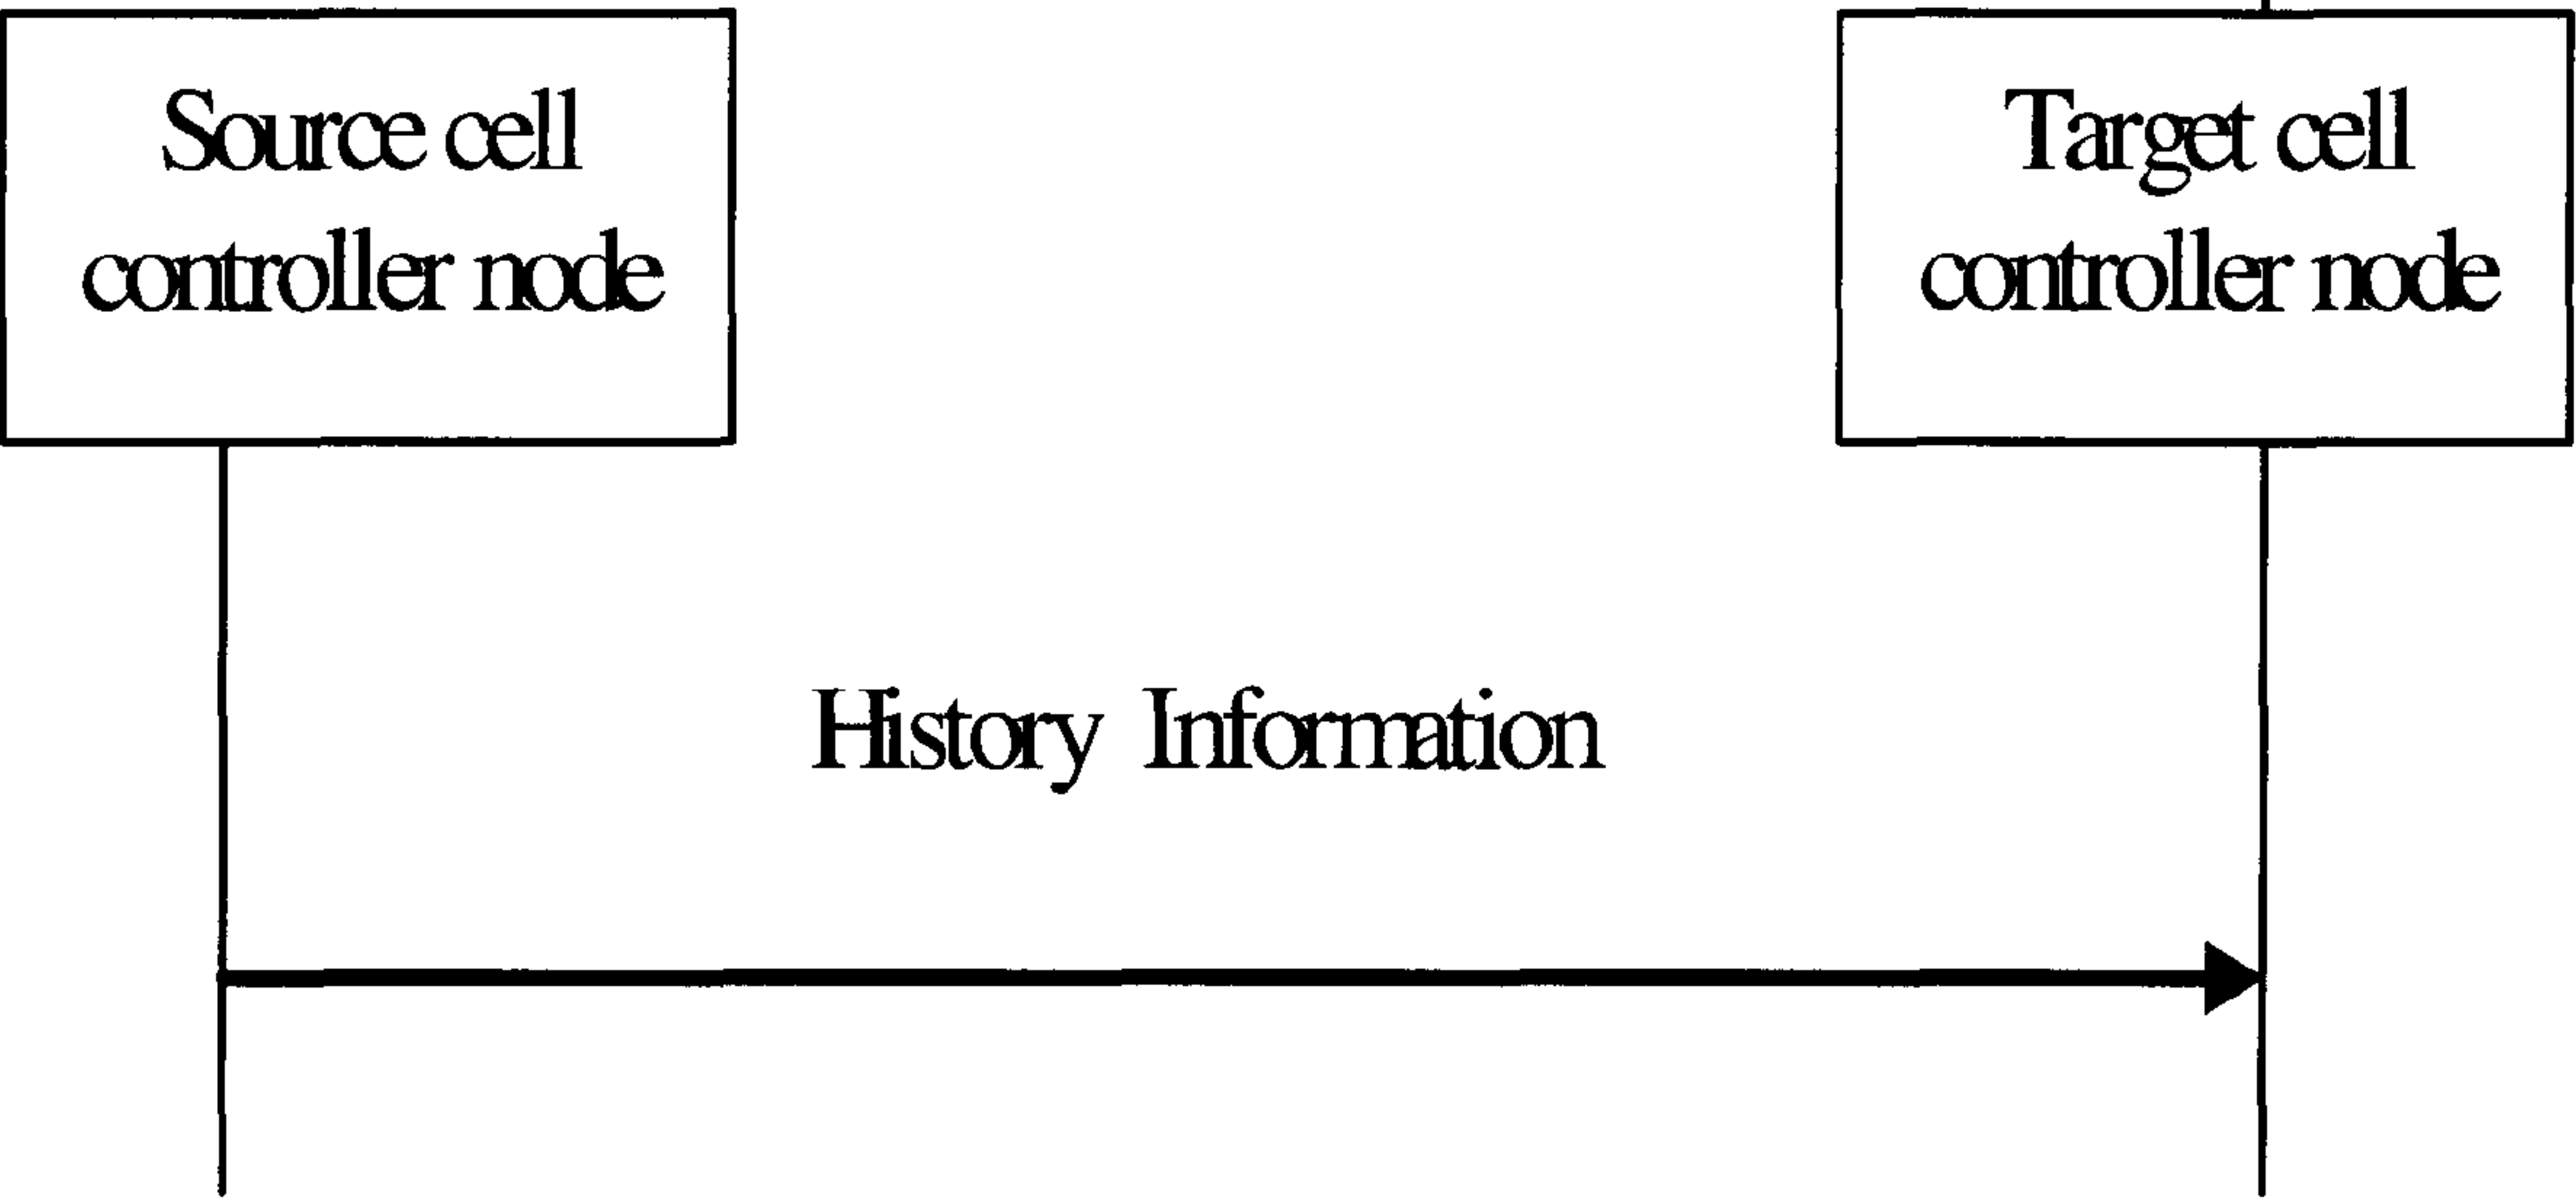 Source cell
controller node
Target cell
controller node
History Information